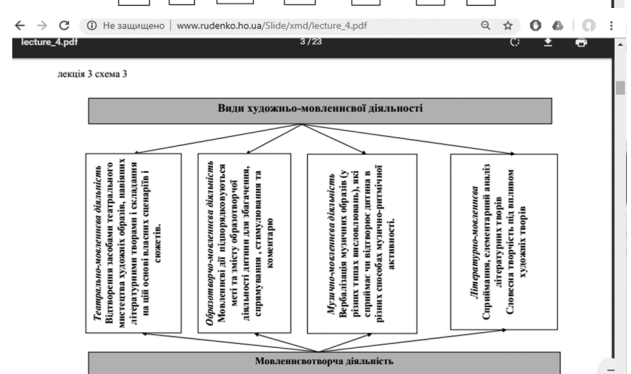 Не защищено | www.rudenko.ho.ua/Slide/xmd/lecture_4.pdf
lecture_4.pdf
3 / 23
лекція 3 схема 3
Види художньо-мовленнєвої діяльності
Театрально-мовленнєва діяльність
Відтворення засобами театрального
мистецтва художніх образів, навіяних
літературними творами і складання
на цій основі власних сценаріїв і
сюжетів.
Образотворчо-мовленнєва діяльність
Мовленнєві дії підпорядковуються
меті та змісту образотворчої
діяльності дитини для збагачення,
спрямування , стимулювання та
коментарю
Музично-мовленнєва діяльність
Вербалізація музичних образів (у
різних типах висловлювань), які
сприймає чи відтворює дитина в
різних способах музично-ритмічної
активності.
Літературно-мовленнєва
Сприймання, елементарний аналіз
літературних творів
Словесна творчість під впливом
художніх творів
Мовленнєвотворча діяльність